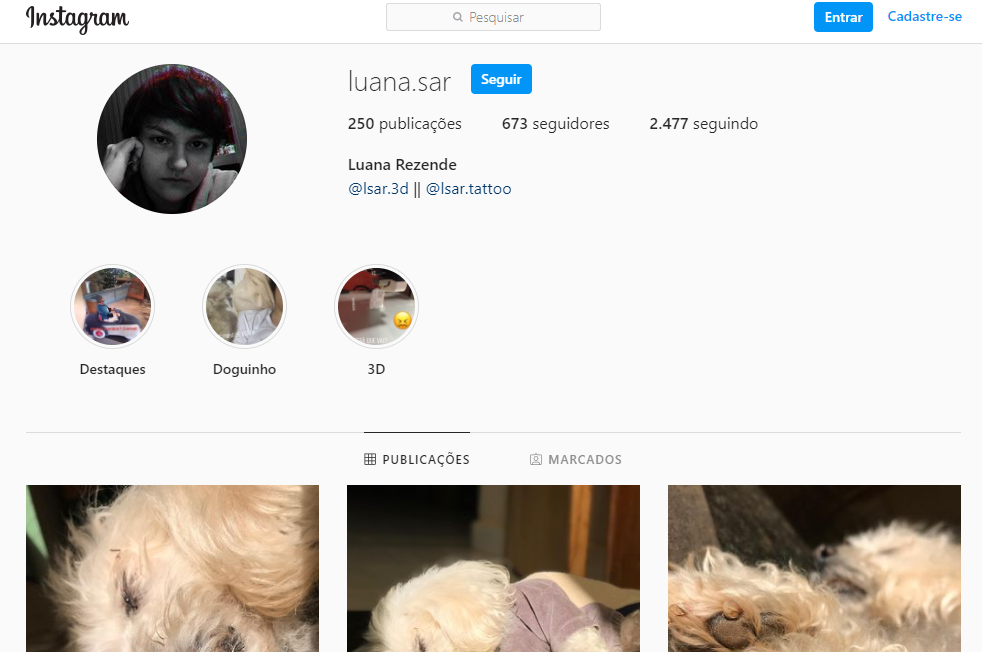 Instagram
Pesquisar
Entrar
Cadastre-se
luana.sar
Seguir
250 publicações 673 seguidores 2.477 seguindo
Luana Rezende
@lsar.3d || @lsar.tattoo
Destaques
Doguinho
3D
PUBLICAÇÕES
MARCADOS